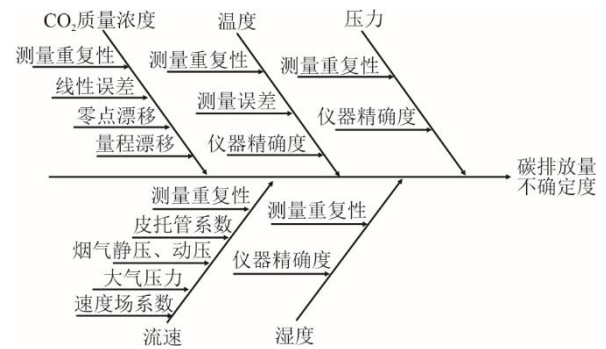 CO₂质量浓度
测量重复性
线性误差
零点漂移
量程漂移
温度
测量重复性
测量误差
仪器精确度
压力
测量重复性
仪器精确度
碳排放量
不确定度
测量重复性
皮托管系数
烟气静压、动压
大气压力
速度场系数
流速
测量重复性
仪器精确度
湿度